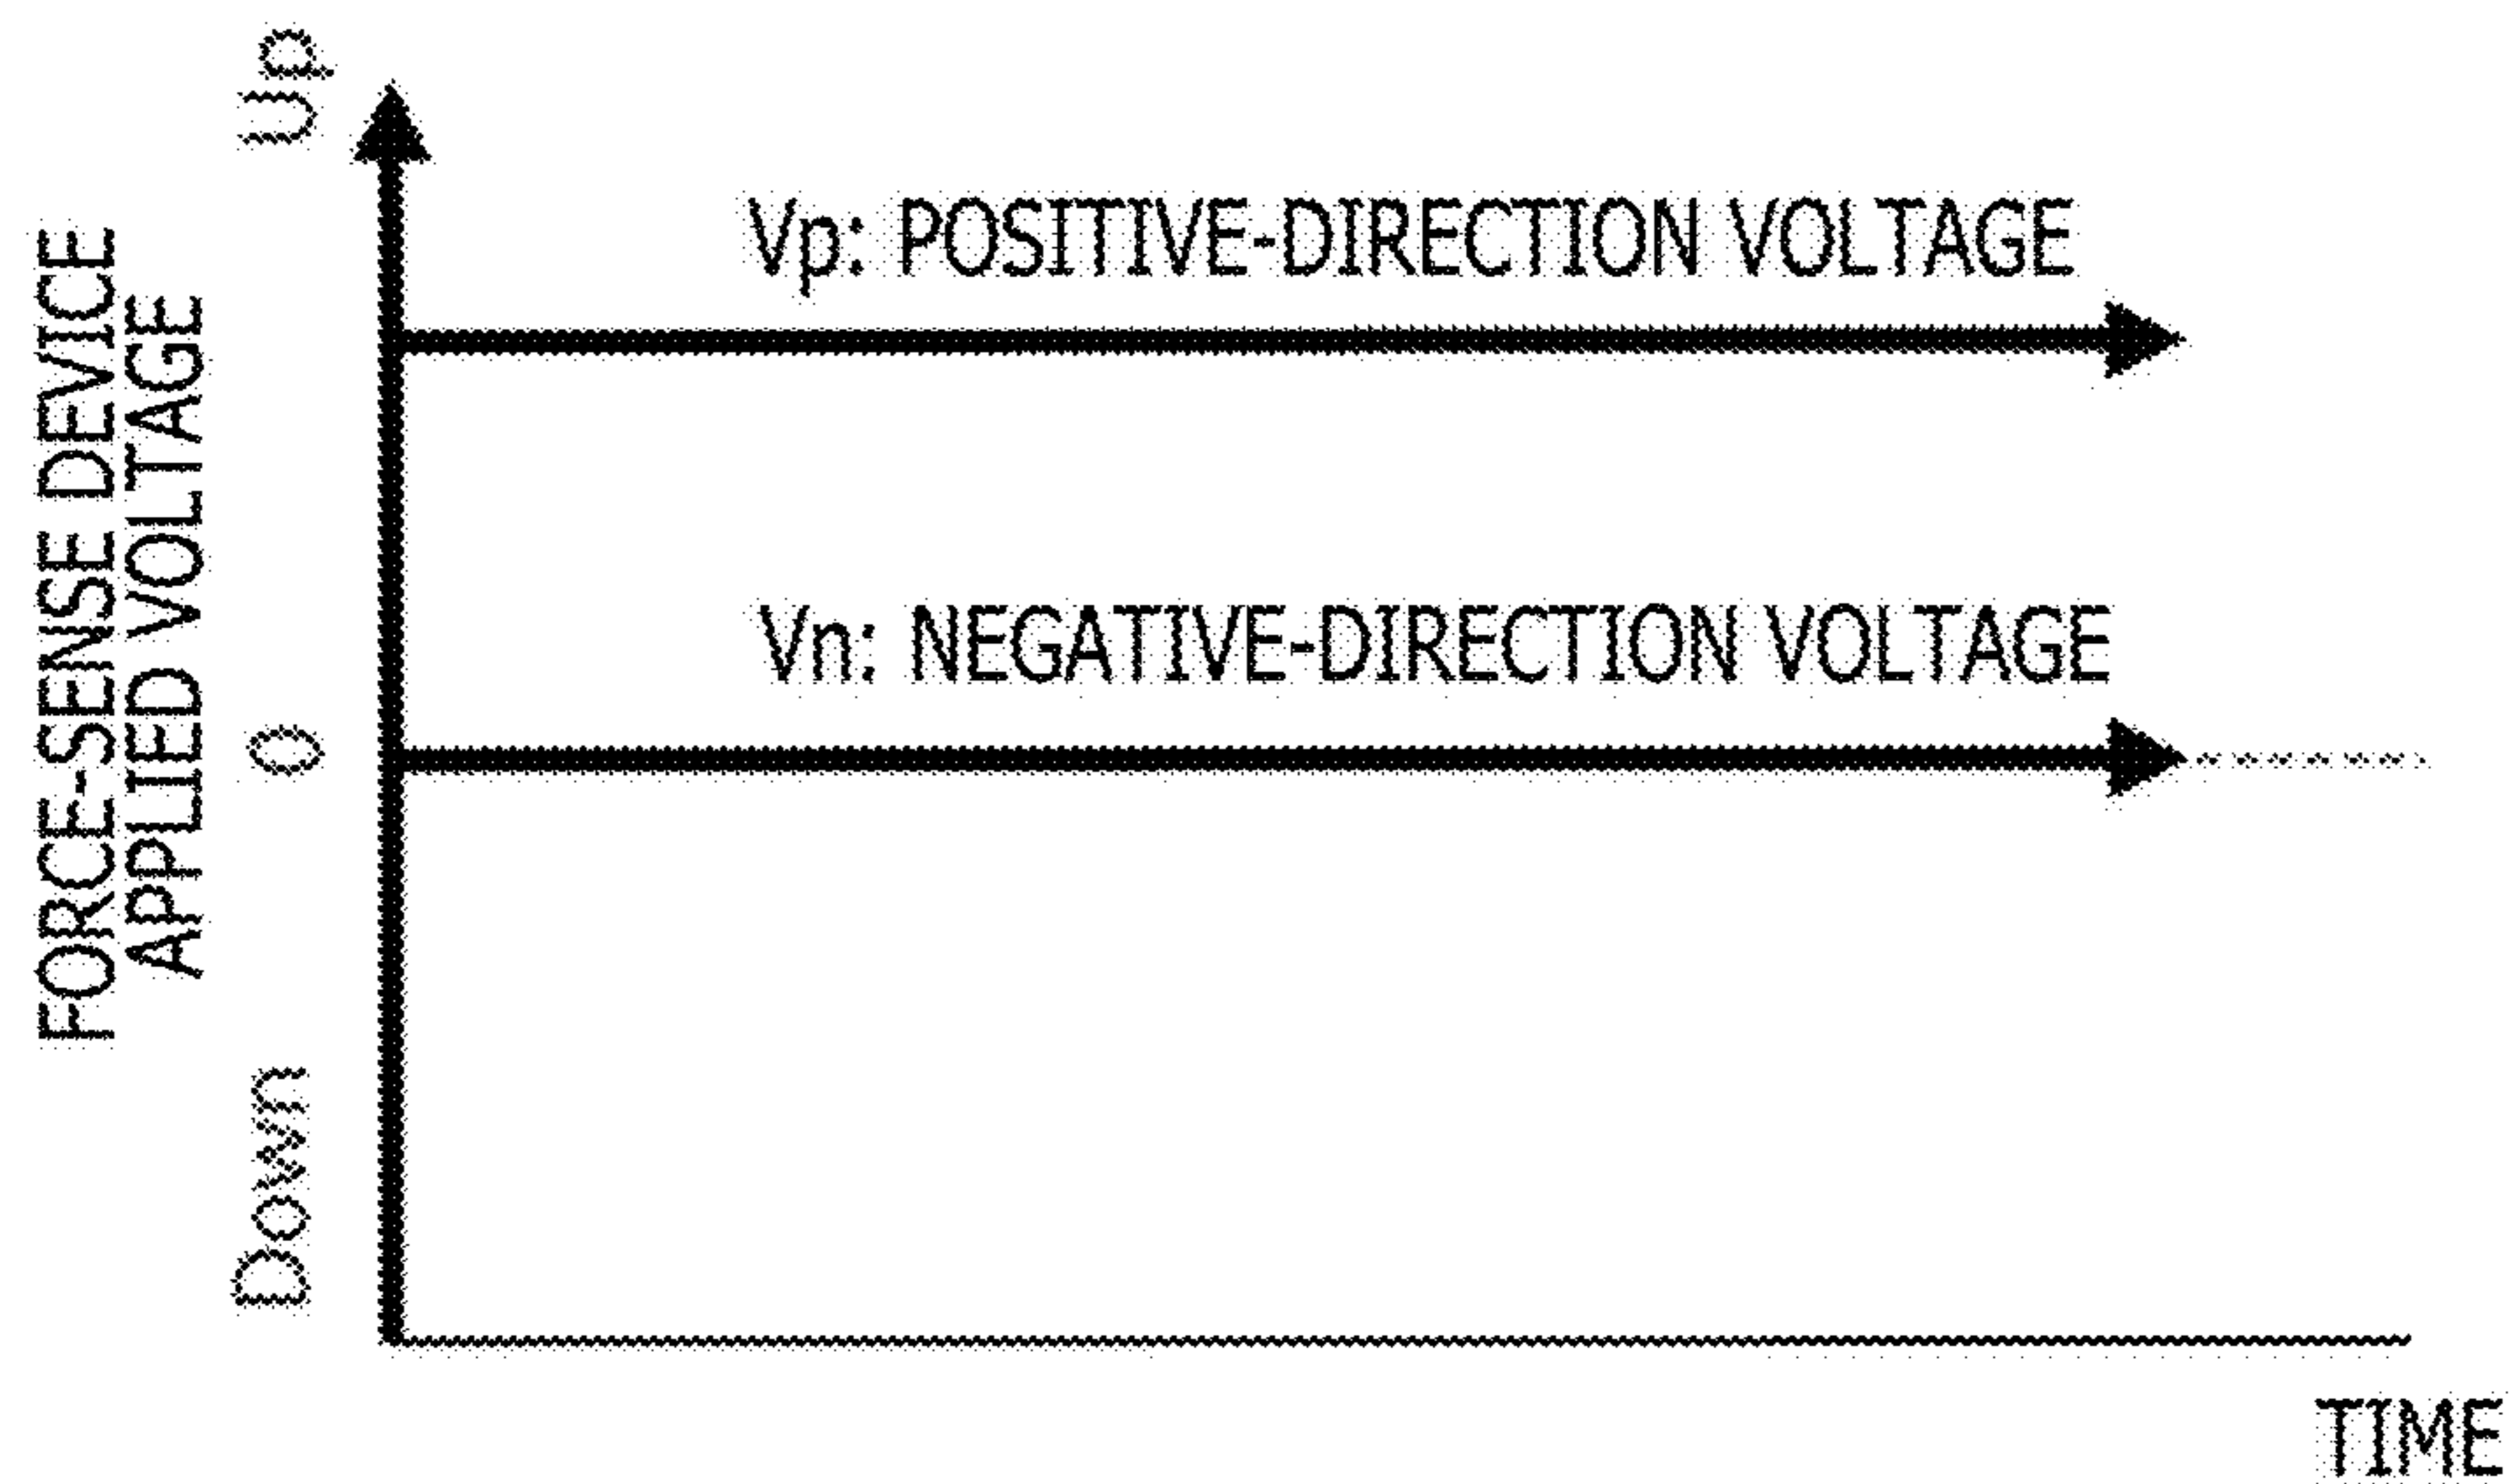 FORCE-SENSE DEVICE
APPLIED VOLTAGE
Up
Vp: POSITIVE-DIRECTION VOLTAGE
Vn: NEGATIVE-DIRECTION VOLTAGE
0
Down
TIME